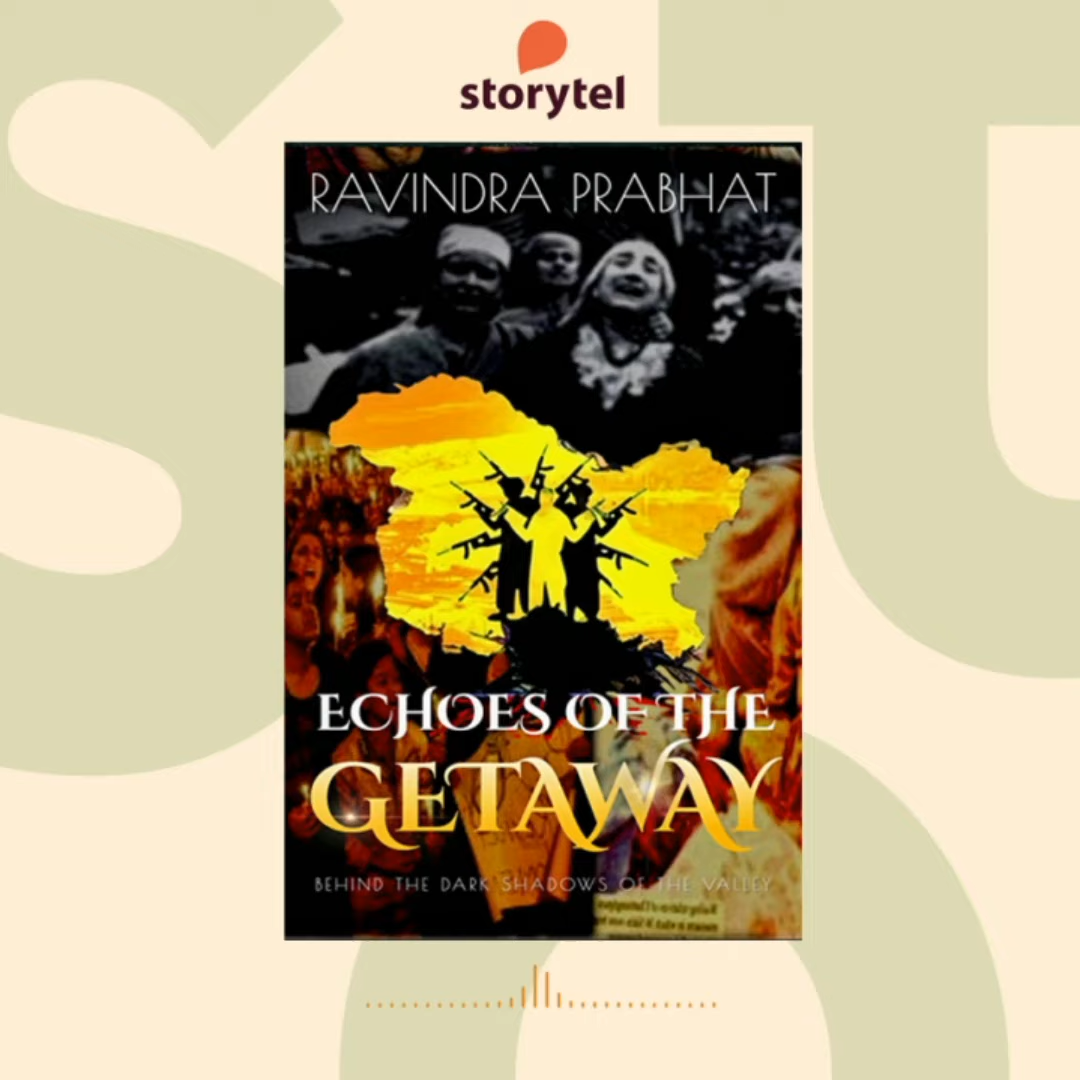 storytel
RAVINDRA PRABHAT
ECHOES OF THE
GETAWAY
BEHIND THE DARK SHADOWS OF THE VALLEY